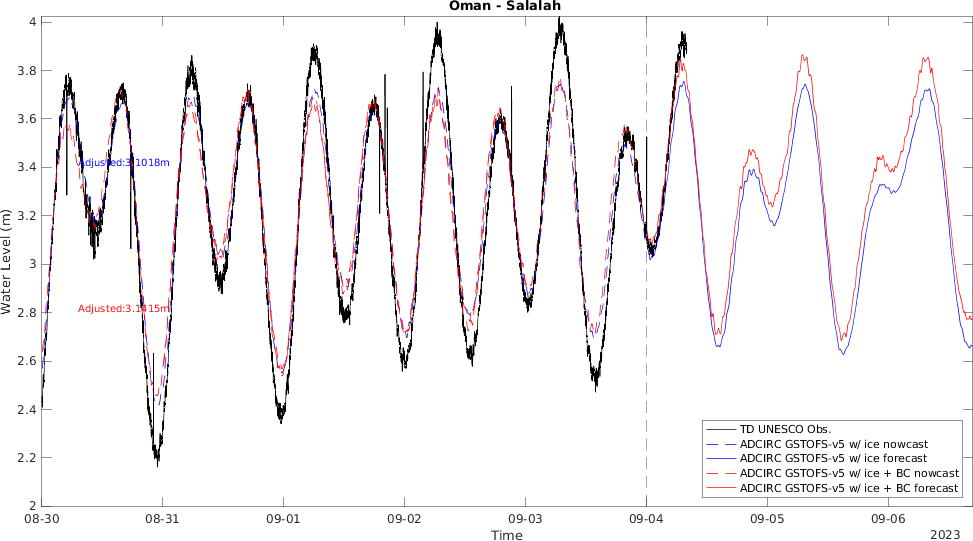 Oman - Salalah
4
3.8
3.6
3.4
3.2
3
2.8
2.6
2.4
2.2
2
Water Level (m)
Adjusted:3.1018m
Adjusted:3.1415m
TD UNESCO Obs.
ADCIRC GSTOFS-v5 w/ ice nowcast
ADCIRC GSTOFS-v5 w/ ice forecast
ADCIRC GSTOFS-v5 w/ ice + BC nowcast
ADCIRC GSTOFS-v5 w/ ice + BC forecast
08-30 08-31 09-01 09-02 09-03 09-04 09-05 09-06
Time
2023